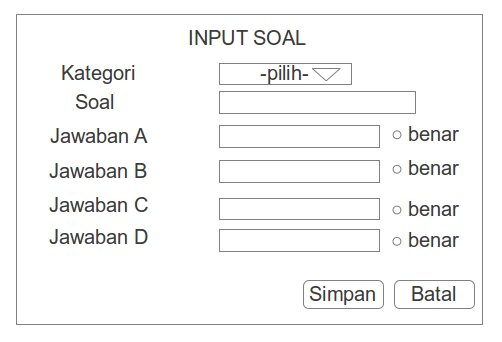 INPUT SOAL
Kategori -pilih-
Soal
Jawaban A benar
Jawaban B benar
Jawaban C benar
Jawaban D benar
Simpan Batal